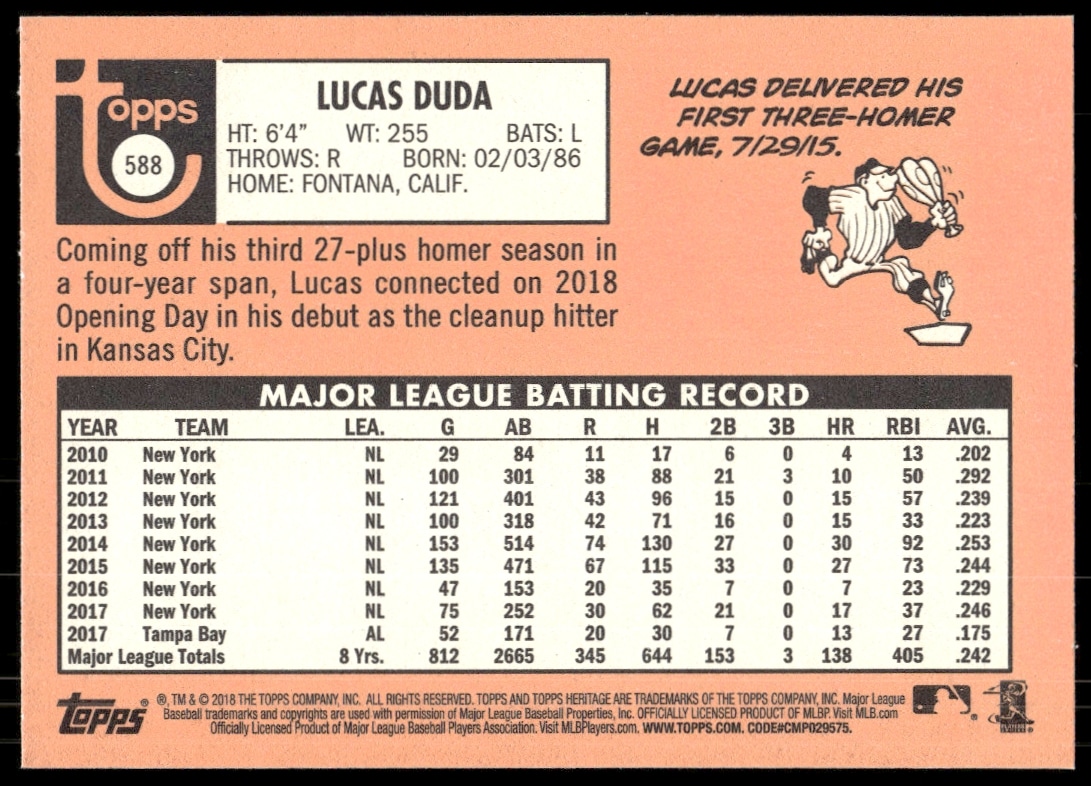 topps
588
LUCAS DUDA
HT: 6'4" WT: 255 BATS: L
THROWS: R BORN: 02/03/86
HOME: FONTANA, CALIF.
LUCAS DELIVERED HIS
FIRST THREE-HOMER
GAME, 7/29/15.
Coming off his third 27-plus homer season in
a four-year span, Lucas connected on 2018
Opening Day in his debut as the cleanup hitter
in Kansas City.
MAJOR LEAGUE BATTING RECORD
YEAR TEAM LEA. G AB R H 2B 3B HR RBI AVG.
2010 New York NL 29 84 11 17 6 0 4 13 .202
2011 New York NL 100 301 38 88 21 3 10 50 .292
2012 New York NL 121 401 43 96 15 0 15 57 .239
2013 New York NL 100 318 42 71 16 0 15 33 .223
2014 New York NL 153 514 74 130 27 0 30 92 .253
2015 New York NL 135 471 67 115 33 0 27 73 .244
2016 New York NL 47 153 20 35 7 0 7 23 .229
2017 New York NL 75 252 30 62 21 0 17 37 .246
2017 Tampa Bay AL 52 171 20 30 7 0 13 27 .175
Major League Totals 8 Yrs. 812 2665 345 644 153 3 138 405 .242
TOPPS ®, TM & © 2018 THE TOPPS COMPANY, INC. ALL RIGHTS RESERVED. TOPPS AND TOPPS HERITAGE ARE TRADEMARKS OF THE TOPPS COMPANY, INC. Major League
Baseball trademarks and copyrights are used with permission of Major League Baseball Properties, Inc. OFFICIALLY LICENSED PRODUCT OF MLBP. Visit MLB.com
Officially Licensed Product of Major League Baseball Players Association. Visit MLBPlayers.com. WWW.TOPPS.COM. CODE#CMP029575.